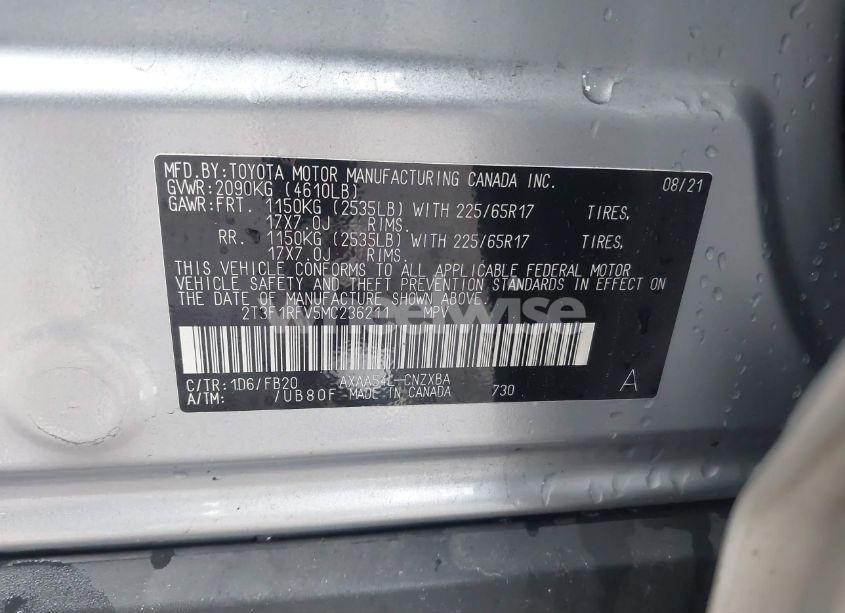 MFD.BY:TOYOTA MOTOR MANUFACTURING CANADA INC. 08/21
GVWR:2090KG (4610LB)
GAWR:FRT. 1150KG (2535LB) WITH 225/65R17 TIRES,
17X7.0J RIMS.
RR. 1150KG (2535LB) WITH 225/65R17 TIRES,
17X7.0J RIMS.
THIS VEHICLE CONFORMS TO ALL APPLICABLE FEDERAL MOTOR
VEHICLE SAFETY AND THEFT PREVENTION STANDARDS IN EFFECT ON
THE DATE OF MANUFACTURE SHOWN ABOVE.
2T3F1RFV5MC236211 MPV
C/TR:1D6/FB20 AXAA54L-CNZXBA A
A/TM: /UB80F MADE IN CANADA 730
wheelwise